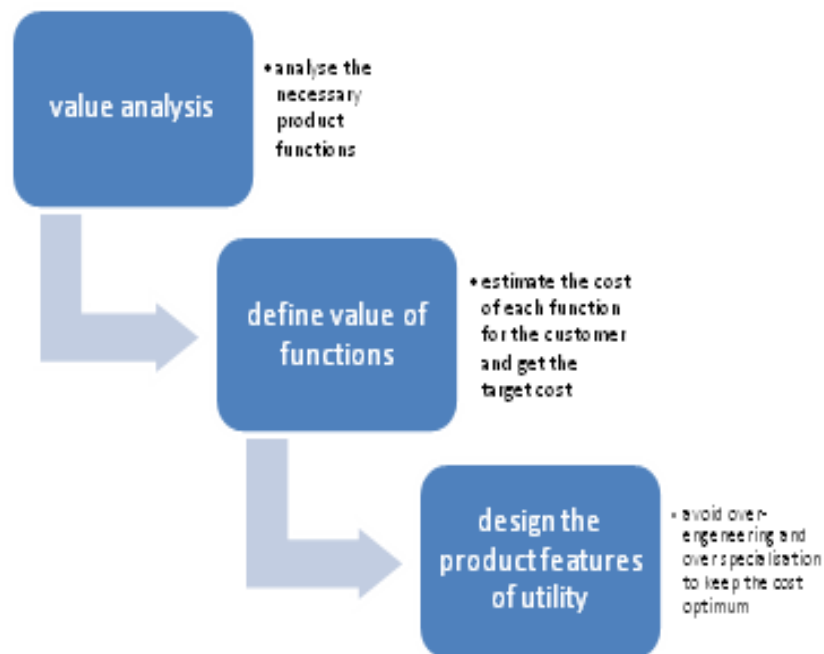 value analysis
• analyse the
necessary
product
functions
define value of
functions
• estimate the cost
of each function
for the customer
and get the
target cost
design the
product features
of utility
• avoid over-
engeneering and
over specialisation
to keep the cost
optimum